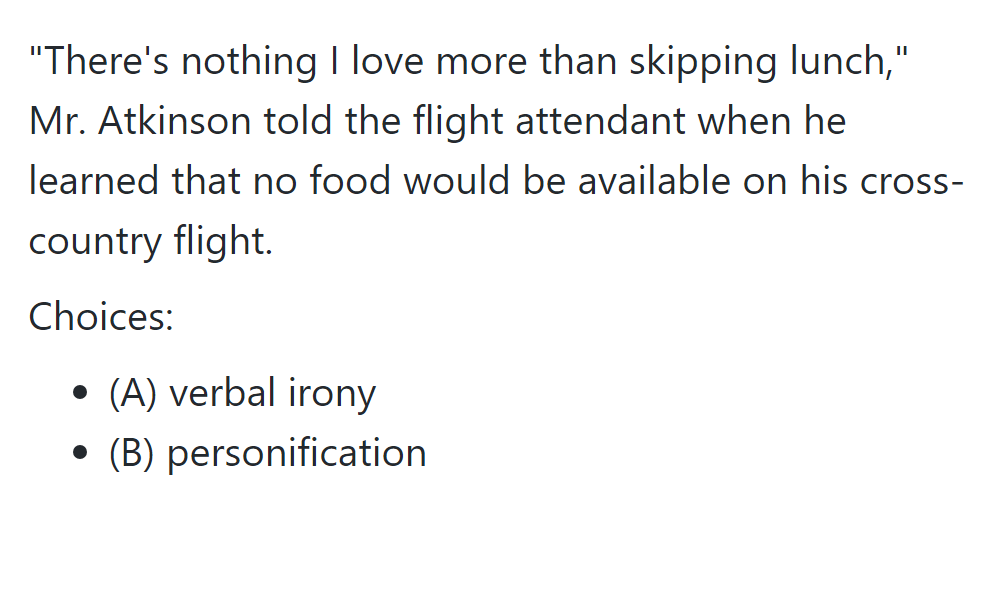 "There's nothing I love more than skipping lunch,"
Mr. Atkinson told the flight attendant when he
learned that no food would be available on his cross-
country flight.
Choices:
• (A) verbal irony
• (B) personification